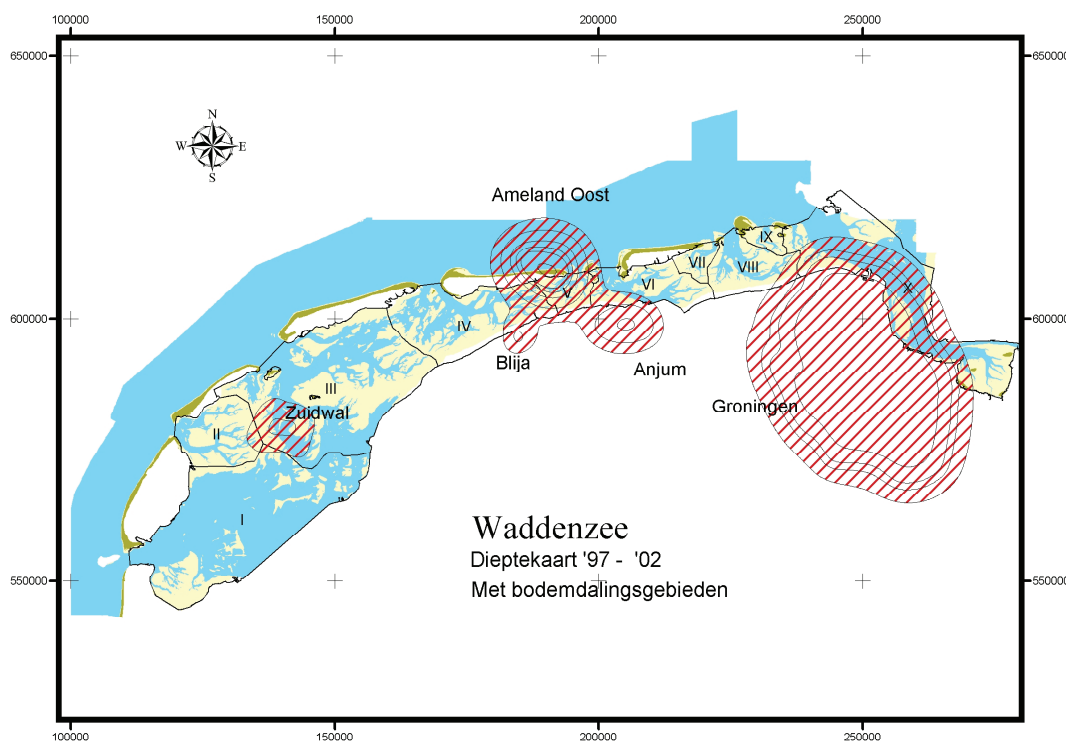 100000 150000 200000 250000
650000 650000
N
W E
S
Ameland Oost
IX
VII
VIII
VI
V
X
600000 600000
IV
Blija
Anjum
III
Groningen
Zuidwal
II
I
Waddenzee
Dieptekaart '97 - '02
Met bodemdalingsgebieden
550000 550000
100000 150000 200000 250000